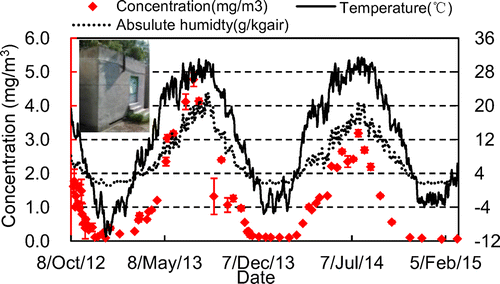 Concentration(mg/m3) Temperature(℃)
Absulute humidty(g/kgair)
Concentration (mg/m³)
6.0 36
5.0 28
4.0 20
3.0 12
2.0 4
1.0 -4
0.0 -12
8/Oct/12 8/May/13 7/Dec/13 7/Jul/14 5/Feb/15
Date